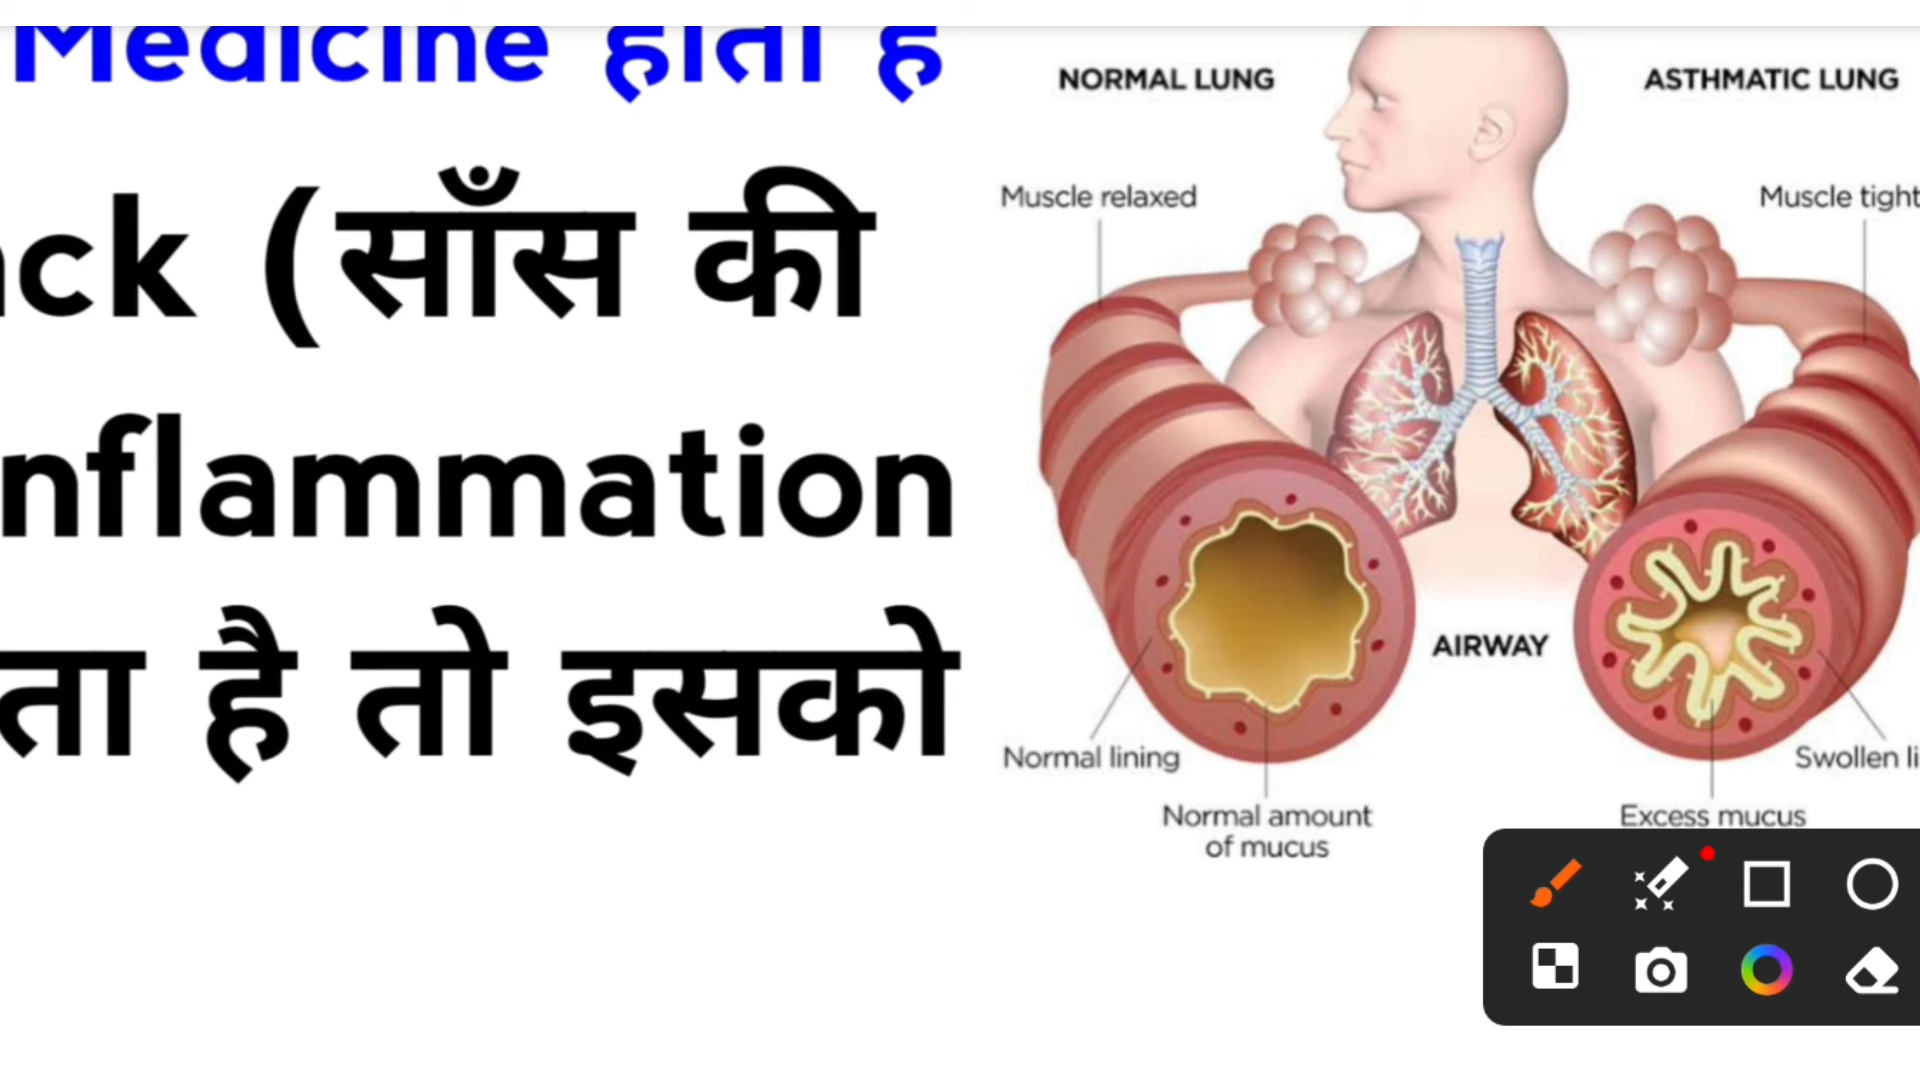 Medicine होता है
ck (साँस की
nflammation
ता है तो इसको
NORMAL LUNG
ASTHMATIC LUNG
Muscle relaxed
Muscle tight
AIRWAY
Normal lining
Swollen li
Normal amount
of mucus
Excess mucus